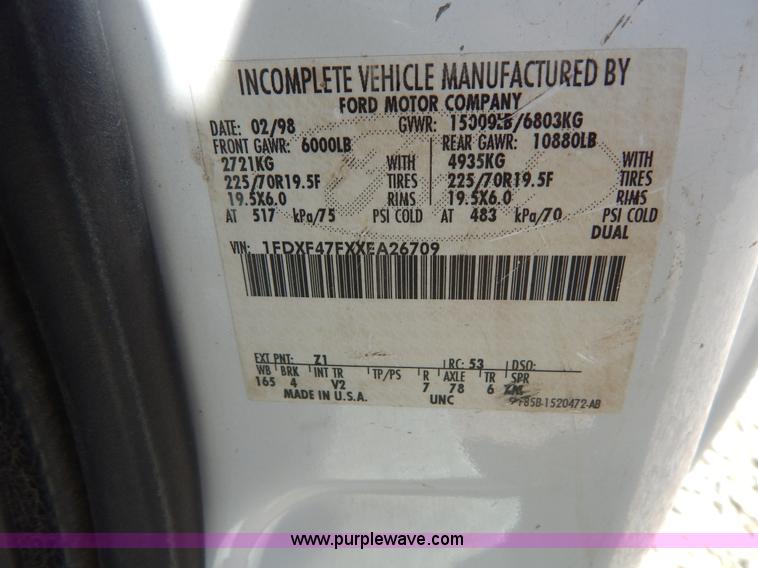 INCOMPLETE VEHICLE MANUFACTURED BY
FORD MOTOR COMPANY
DATE: 02/98 GVWR: 15000LB/6803KG
FRONT GAWR: 6000LB REAR GAWR: 10880LB
2721KG WITH 4935KG WITH
225/70R19.5F TIRES 225/70R19.5F TIRES
19.5X6.0 RIMS 19.5X6.0 RIMS
AT 517 kPa/75 PSI COLD AT 483 kPa/70 PSI COLD
DUAL
VIN: 1FDXF47FXXEA26709
EXT PNT: Z1 RC: 53 DSO:
WB BRK INT TR TP/PS R AXLE TR SPR
165 4 V2 7 78 6
MADE IN U.S.A. UNC F85B-1520472-AB
www.purplewave.com